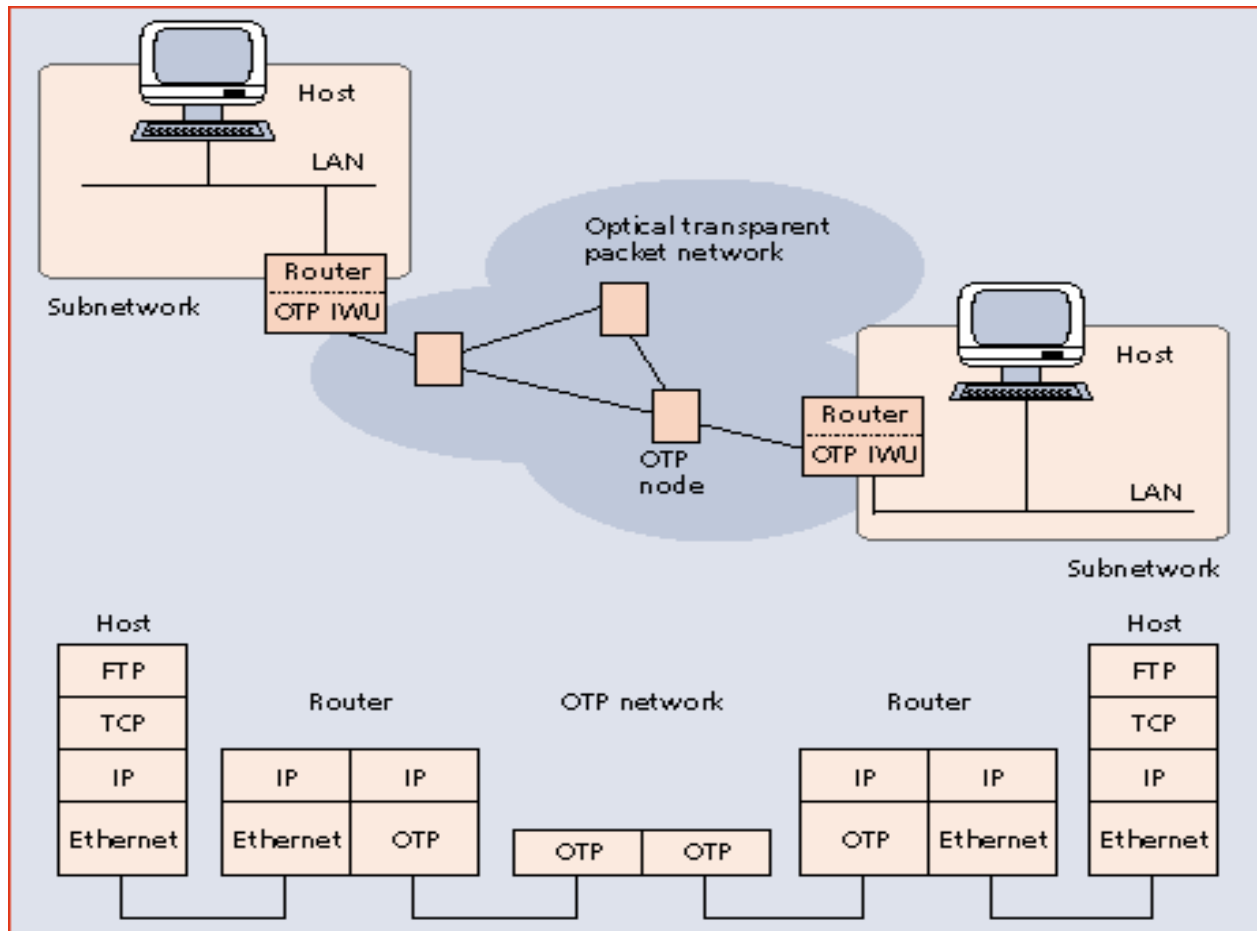 Host
LAN
Optical transparent
packet network
Router
OTP IWU
Subnetwork
Host
Router
OTP IWU
OTP
node
LAN
Subnetwork
Host
Host
FTP
FTP
Router
OTP network
Router
TCP
TCP
IP
IP
IP
IP
IP
IP
Ethernet
Ethernet
OTP
OTP
OTP
OTP
Ethernet
Ethernet